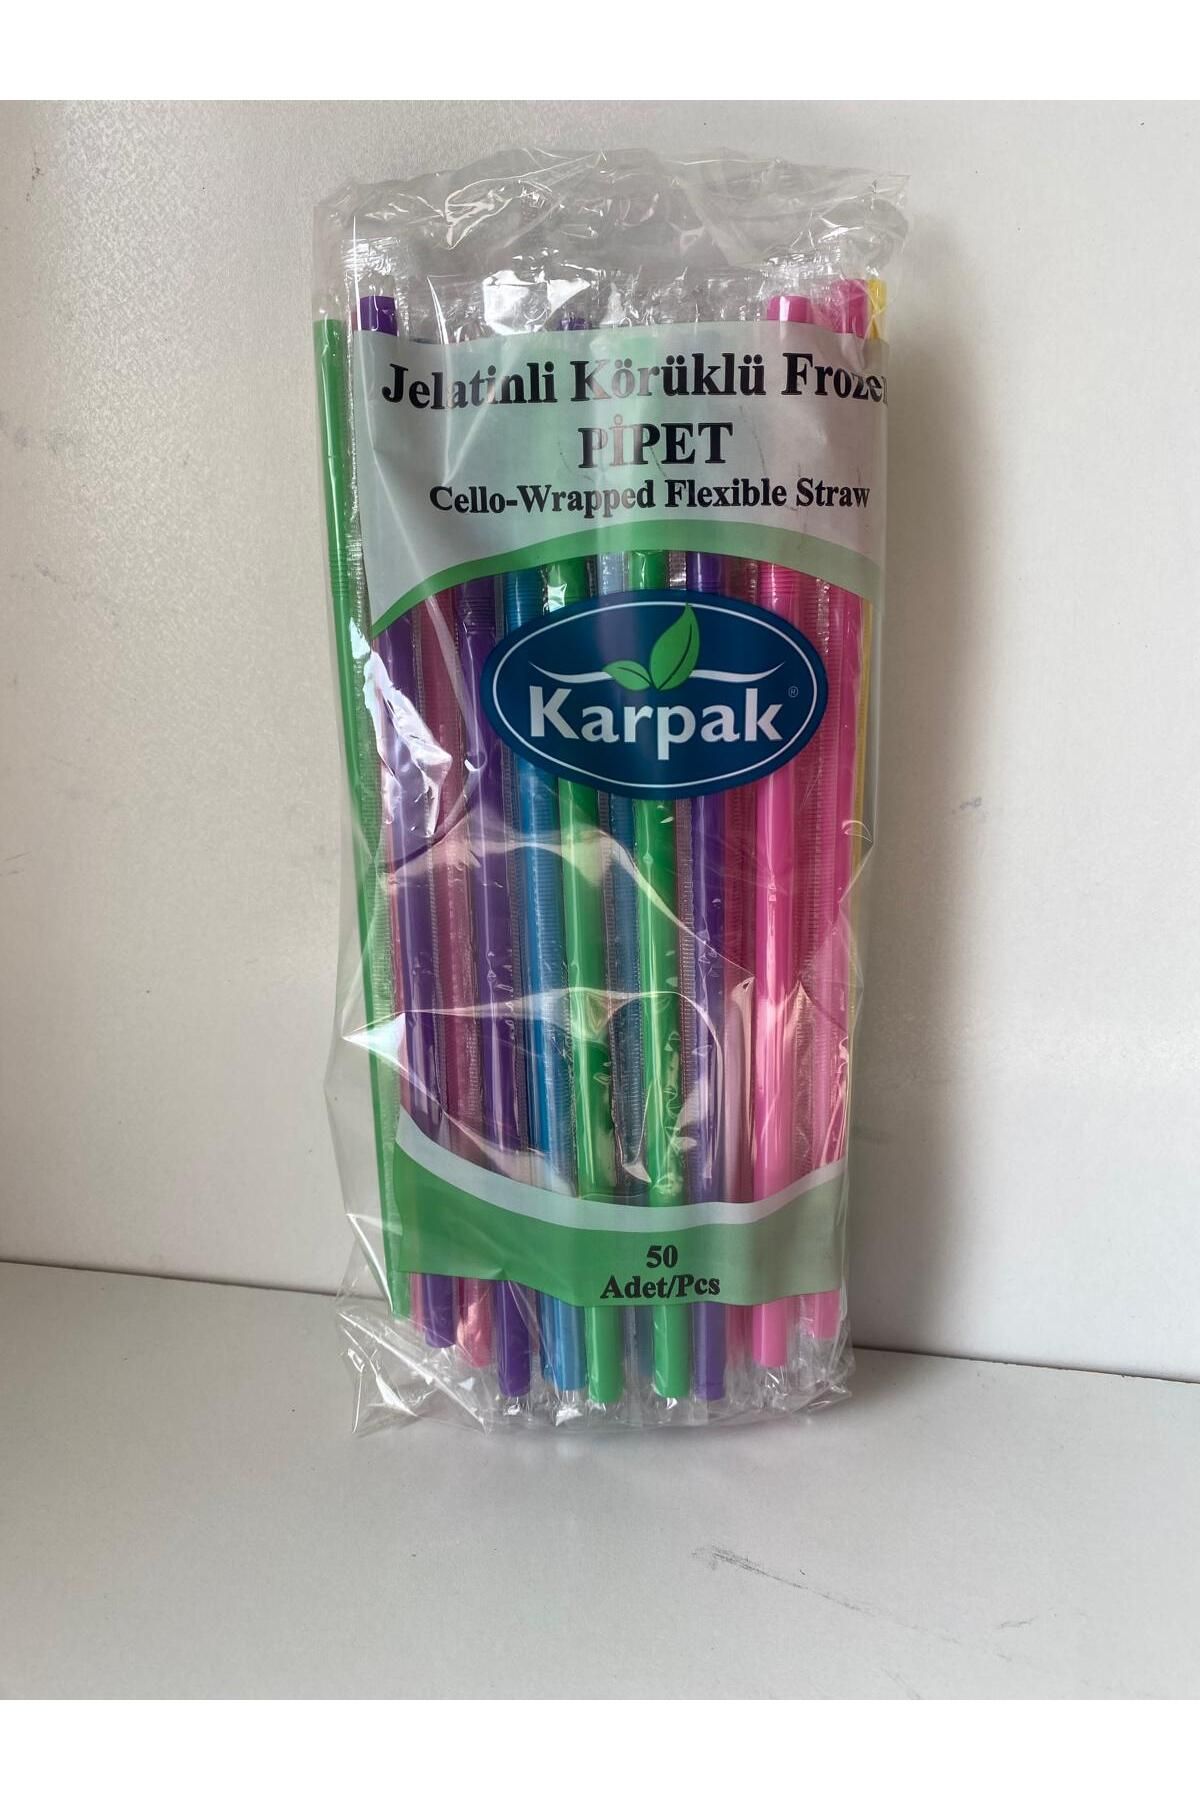 Jelatinli Körüklü Frozen
PİPET
Cello-Wrapped Flexible Straw
Karpak®
50
Adet/Pcs